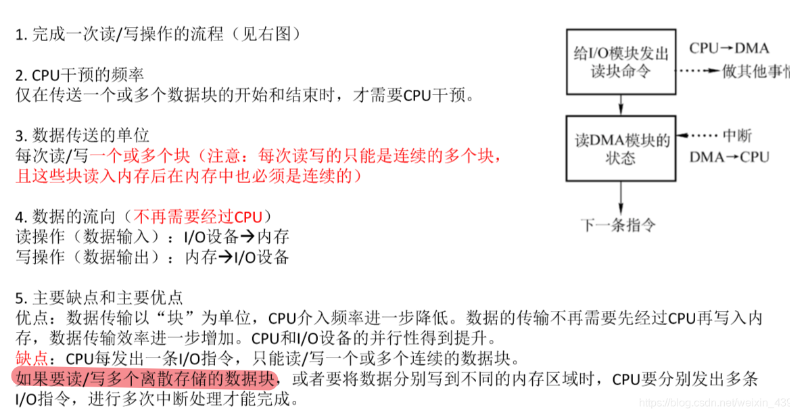 1. 完成一次读/写操作的流程（见右图）
2. CPU干预的频率
仅在传送一个或多个数据块的开始和结束时，才需要CPU干预。
3. 数据传送的单位
每次读/写一个或多个块（注意：每次读写的只能是连续的多个块，
且这些块读入内存后在内存中也必须是连续的）
4. 数据的流向（不再需要经过CPU）
读操作（数据输入）：I/O设备→内存
写操作（数据输出）：内存→I/O设备
5. 主要缺点和主要优点
优点：数据传输以“块”为单位，CPU介入频率进一步降低。数据的传输不再需要先经过CPU再写入内
存，数据传输效率进一步增加。CPU和I/O设备的并行性得到提升。
缺点：CPU每发出一条I/O指令，只能读/写一个或多个连续的数据块。
如果要读/写多个离散存储的数据块，或者要将数据分别写到不同的内存区域时，CPU要分别发出多条
I/O指令，进行多次中断处理才能完成。
给I/O模块发出
读块命令
CPU→DMA
做其他事情
读DMA模块的
状态
中断
DMA→CPU
下一条指令